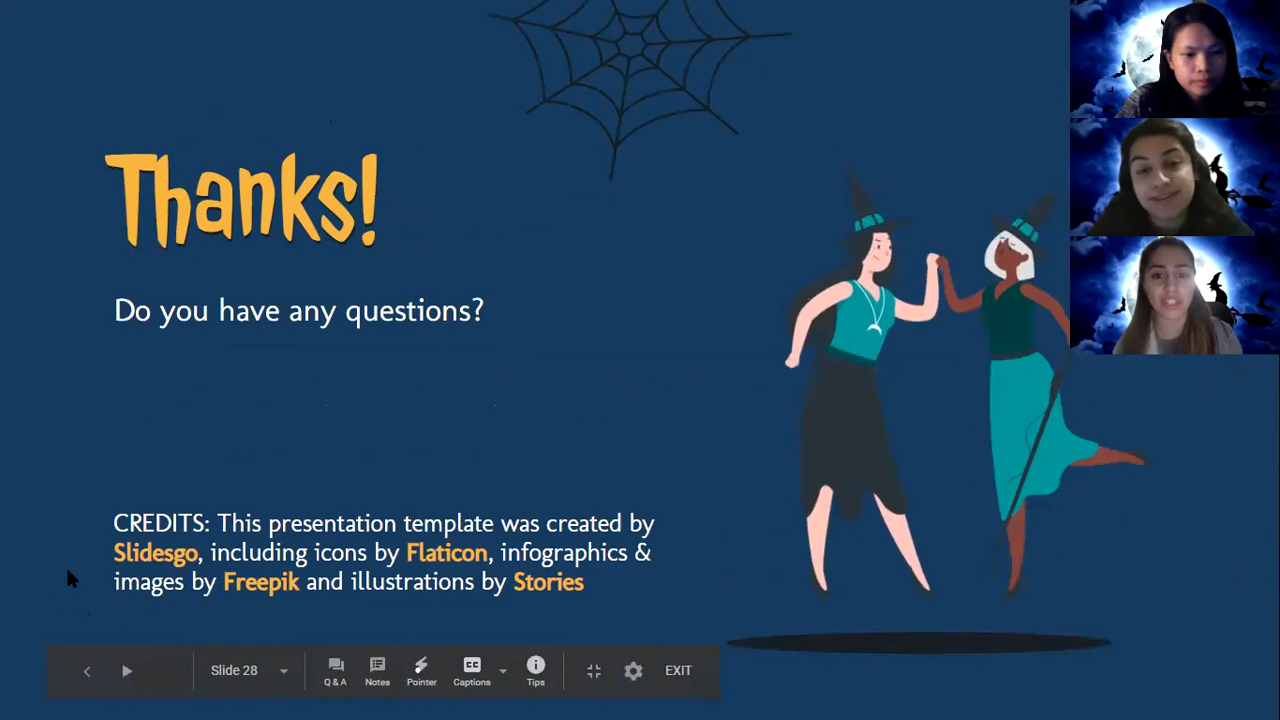 Thanks!
Do you have any questions?
CREDITS: This presentation template was created by
Slidesgo, including icons by Flaticon, infographics &
images by Freepik and illustrations by Stories
Slide 28
Q & A
Notes
Pointer
Captions
Tips
EXIT